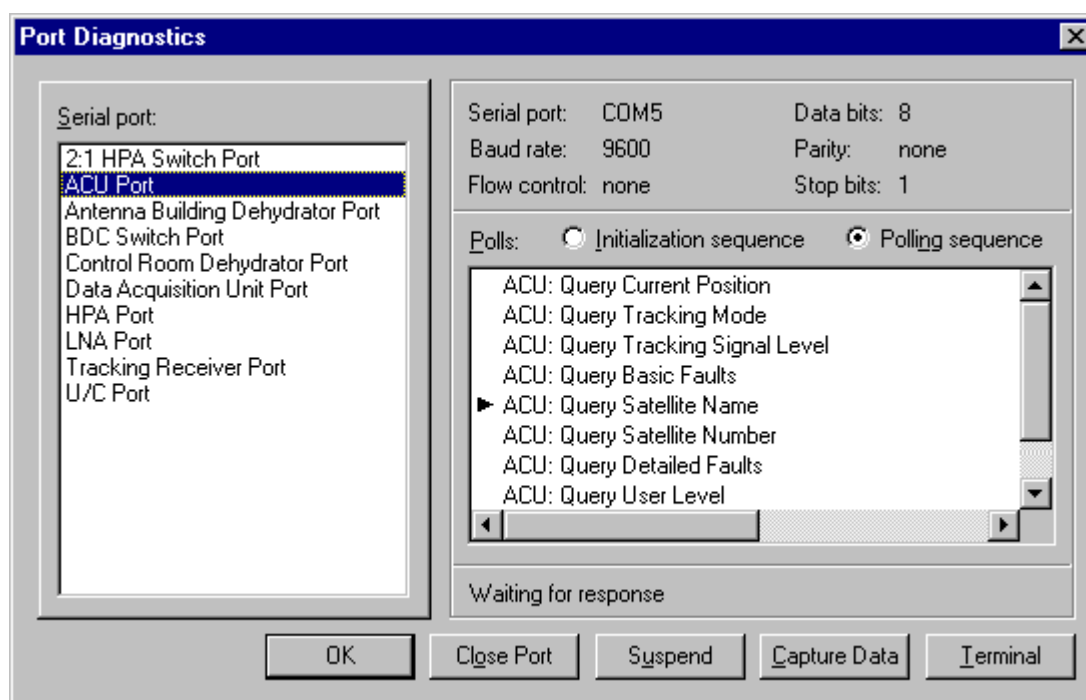 Port Diagnostics
Serial port:
2:1 HPA Switch Port
ACU Port
Antenna Building Dehydrator Port
BDC Switch Port
Control Room Dehydrator Port
Data Acquisition Unit Port
HPA Port
LNA Port
Tracking Receiver Port
U/C Port
Serial port: COM5 Data bits: 8
Baud rate: 9600 Parity: none
Flow control: none Stop bits: 1
Polls: Initialization sequence Polling sequence
ACU: Query Current Position
ACU: Query Tracking Mode
ACU: Query Tracking Signal Level
ACU: Query Basic Faults
ACU: Query Satellite Name
ACU: Query Satellite Number
ACU: Query Detailed Faults
ACU: Query User Level
Waiting for response
OK Close Port Suspend Capture Data Terminal